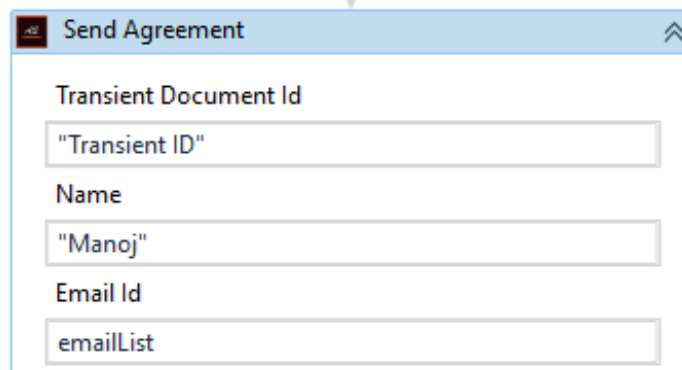 Send Agreement
Transient Document Id
"Transient ID"
Name
"Manoj"
Email Id
emailList